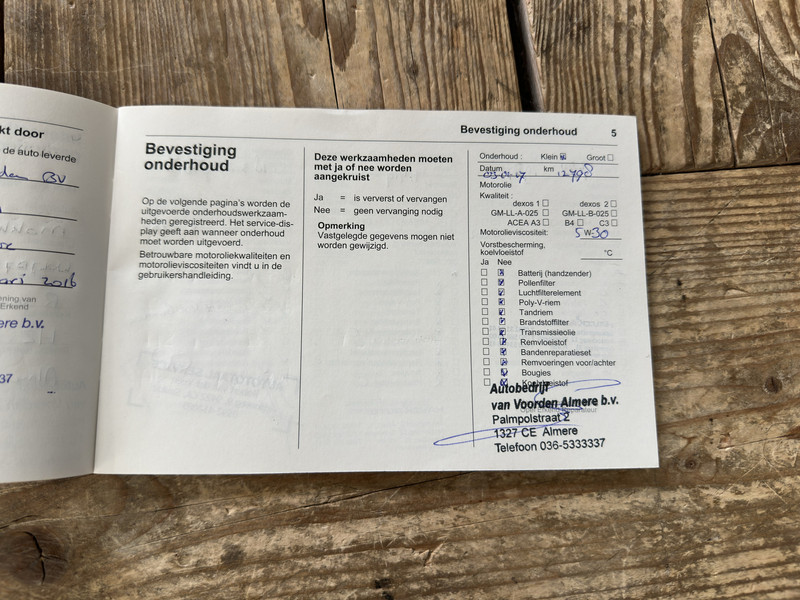 kt door
de auto leverde
BV
2016
ening van
Erkend
ere b.v.
37
Bevestiging onderhoud 5
Bevestiging
onderhoud
Op de volgende pagina's worden de
uitgevoerde onderhoudswerkzaam-
heden geregistreerd. Het service-dis-
play geeft aan wanneer onderhoud
moet worden uitgevoerd.
Betrouwbare motoroliekwaliteiten en
motorolieviscositeiten vindt u in de
gebruikershandleiding.
Deze werkzaamheden moeten
met ja of nee worden
aangekruist
Ja = is ververst of vervangen
Nee = geen vervanging nodig
Opmerking
Vastgelegde gegevens mogen niet
worden gewijzigd.
Onderhoud : Klein Groot
Datum km 12798
Motorolie
Kwaliteit :
dexos 1 dexos 2
GM-LL-A-025 GM-LL-B-025
ACEA A3 B4 C3
Motorolieviscositeit: 5 W-30
Vorstbescherming,
koelvloeistof °C
Ja Nee
Batterij (handzender)
Pollenfilter
Luchtfilterelement
Poly-V-riem
Tandriem
Brandstoffilter
Transmissieolie
Remvloeistof
Bandenreparatieset
Remvoeringen voor/achter
Bougies
Koelvloeistof
Autobedrijf
van Voorden Almere b.v.
Palmpolstraat 2
1327 CE Almere
Telefoon 036-5333337